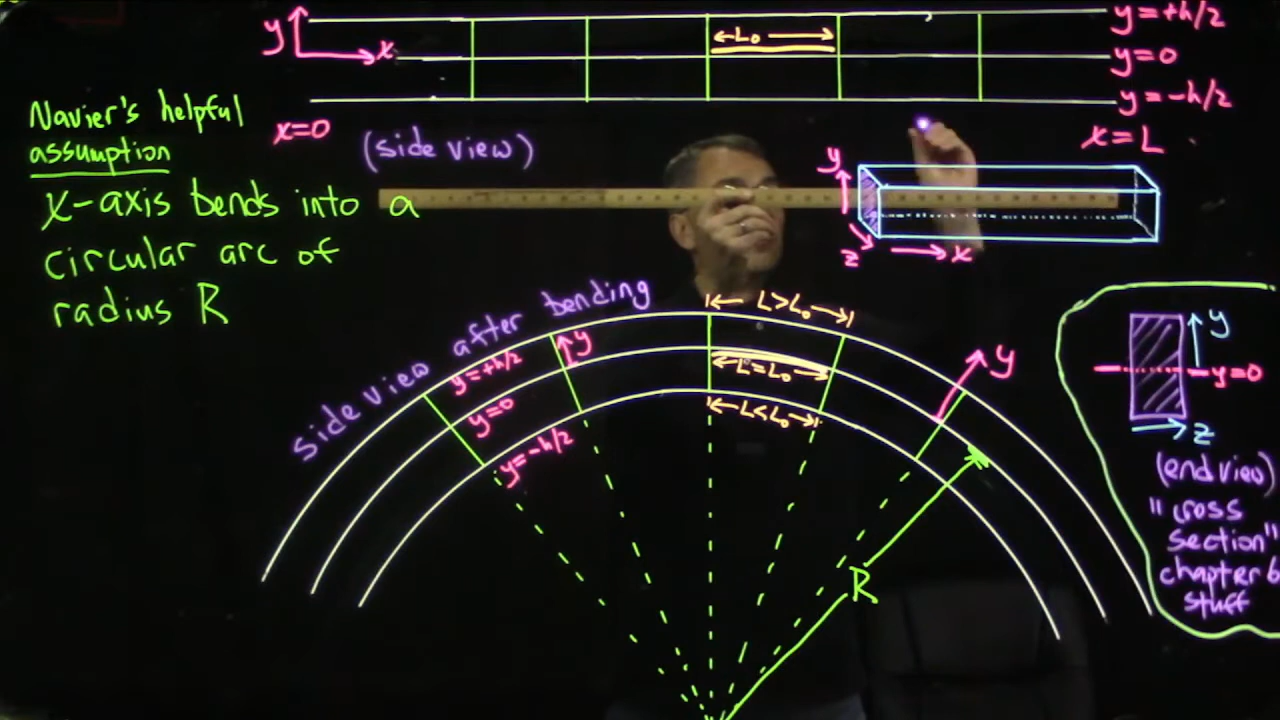 y
x
L₀
y=+h/2
y=0
y=-h/2
x=0
x=L
(side view)
Navier's helpful
assumption
x-axis bends into a
circular arc of
radius R
y
z
x
side view after bending
L>L₀
L=L₀
L<L₀
y
y
y=+h/2
y=0
y=-h/2
R
y
y=0
z
(end view)
"cross
section"
chapter 6
stuff